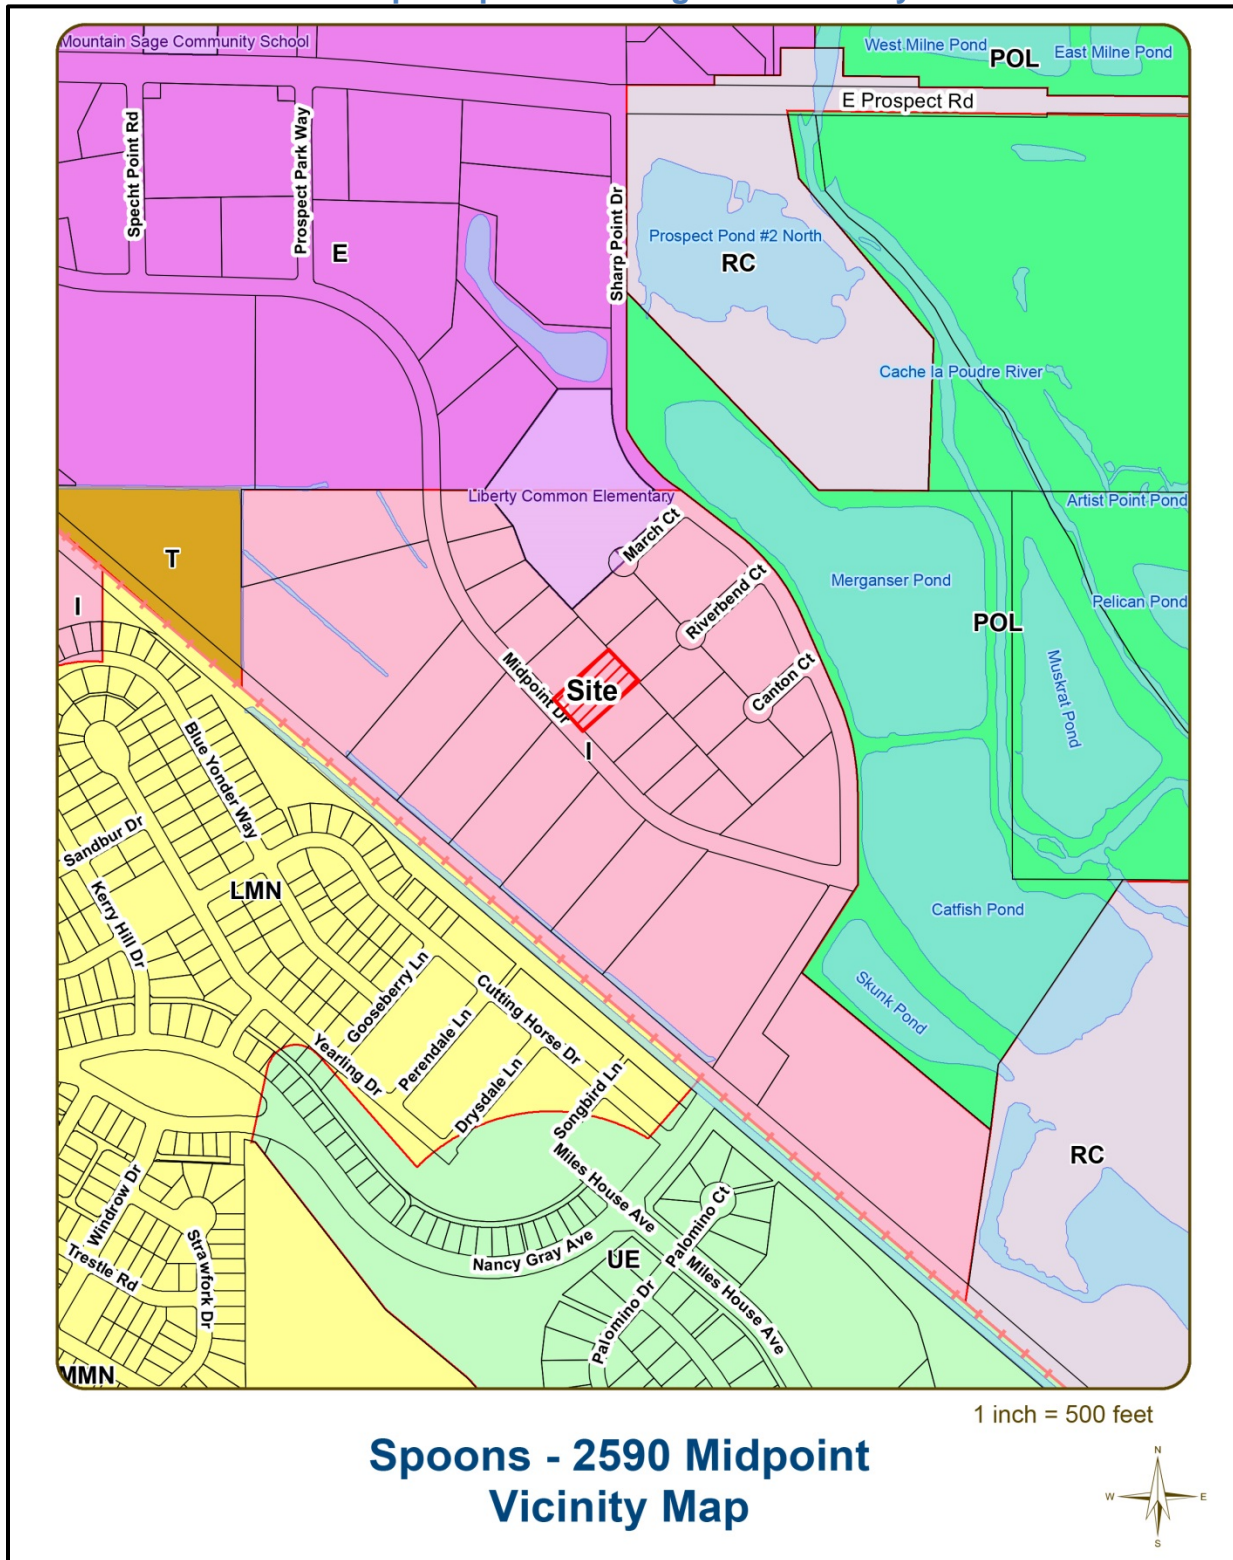 Mountain Sage Community School
West Milne Pond
POL
East Milne Pond
E Prospect Rd
Specht Point Rd
Prospect Park Way
Sharp Point Dr
E
Prospect Pond #2 North
RC
Cache la Poudre River
Liberty Common Elementary
Artist Point Pond
March Ct
T
Merganser Pond
Riverbend Ct
I
Pelican Pond
POL
Muskrat Pond
Midpoint Dr
Site
Canton Ct
I
Blue Yonder Way
Sandbur Dr
LMN
Kerry Hill Dr
Catfish Pond
Gooseberry Ln
Cutting Horse Dr
Skunk Pond
Yearling Dr
Perendale Ln
Drysdale Ln
Songbird Ln
RC
Miles House Ave
Windrow Dr
Palomino Ct
Nancy Gray Ave
UE
Trestle Rd
Strawfork Dr
Miles House Ave
Palomino Dr
MMN
1 inch = 500 feet
Spoons - 2590 Midpoint
Vicinity Map
N
W
E
S